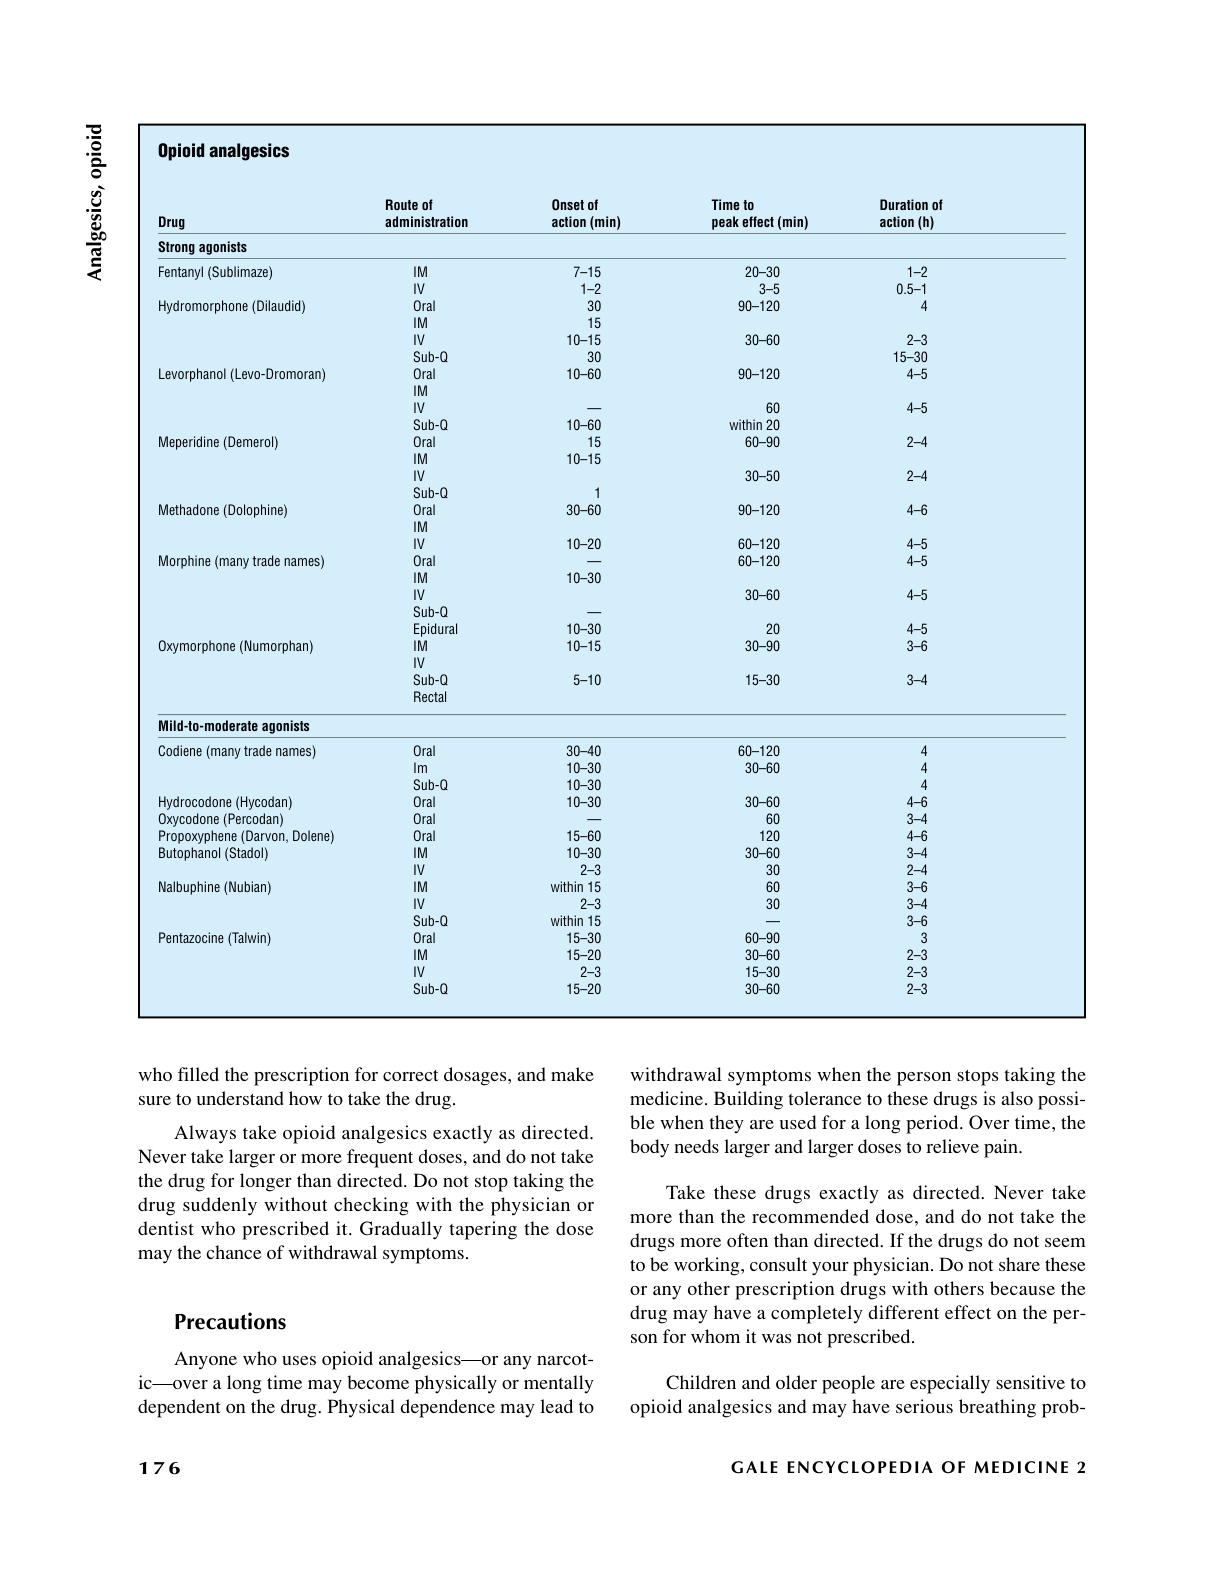 Analgesics, opioid
Opioid analgesics
Drug Route of administration Onset of action (min) Time to peak effect (min) Duration of action (h)
Strong agonists
Fentanyl (Sublimaze) IM 7–15 20–30 1–2
IV 1–2 3–5 0.5–1
Hydromorphone (Dilaudid) Oral 30 90–120 4
IM 15
IV 10–15 30–60 2–3
Sub-Q 30 15–30
Levorphanol (Levo-Dromoran) Oral 10–60 90–120 4–5
IM
IV — 60 4–5
Sub-Q 10–60 within 20
Meperidine (Demerol) Oral 15 60–90 2–4
IM 10–15
IV 30–50 2–4
Sub-Q 1
Methadone (Dolophine) Oral 30–60 90–120 4–6
IM
IV 10–20 60–120 4–5
Morphine (many trade names) Oral — 60–120 4–5
IM 10–30
IV 30–60 4–5
Sub-Q —
Epidural 10–30 20 4–5
Oxymorphone (Numorphan) IM 10–15 30–90 3–6
IV
Sub-Q 5–10 15–30 3–4
Rectal
Mild-to-moderate agonists
Codiene (many trade names) Oral 30–40 60–120 4
Im 10–30 30–60 4
Sub-Q 10–30 4
Hydrocodone (Hycodan) Oral 10–30 30–60 4–6
Oxycodone (Percodan) Oral — 60 3–4
Propoxyphene (Darvon, Dolene) Oral 15–60 120 4–6
Butophanol (Stadol) IM 10–30 30–60 3–4
IV 2–3 30 2–4
Nalbuphine (Nubian) IM within 15 60 3–6
IV 2–3 30 3–4
Sub-Q within 15 — 3–6
Pentazocine (Talwin) Oral 15–30 60–90 3
IM 15–20 30–60 2–3
IV 2–3 15–30 2–3
Sub-Q 15–20 30–60 2–3
who filled the prescription for correct dosages, and make
sure to understand how to take the drug.
Always take opioid analgesics exactly as directed.
Never take larger or more frequent doses, and do not take
the drug for longer than directed. Do not stop taking the
drug suddenly without checking with the physician or
dentist who prescribed it. Gradually tapering the dose
may the chance of withdrawal symptoms.
Precautions
Anyone who uses opioid analgesics—or any narcot-
ic—over a long time may become physically or mentally
dependent on the drug. Physical dependence may lead to
withdrawal symptoms when the person stops taking the
medicine. Building tolerance to these drugs is also possi-
ble when they are used for a long period. Over time, the
body needs larger and larger doses to relieve pain.
Take these drugs exactly as directed. Never take
more than the recommended dose, and do not take the
drugs more often than directed. If the drugs do not seem
to be working, consult your physician. Do not share these
or any other prescription drugs with others because the
drug may have a completely different effect on the per-
son for whom it was not prescribed.
Children and older people are especially sensitive to
opioid analgesics and may have serious breathing prob-
176
GALE ENCYCLOPEDIA OF MEDICINE 2